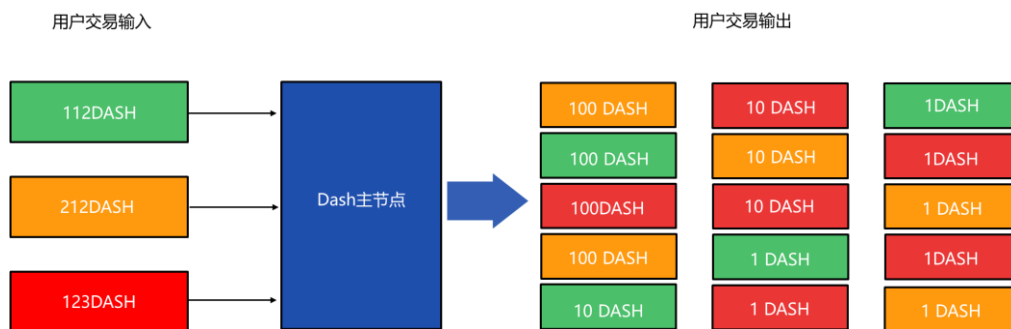 用户交易输入
用户交易输出
112DASH
212DASH
123DASH
Dash主节点
100 DASH
10 DASH
1DASH
100 DASH
10 DASH
1DASH
100DASH
10 DASH
1 DASH
100 DASH
1 DASH
1DASH
10 DASH
1 DASH
1 DASH